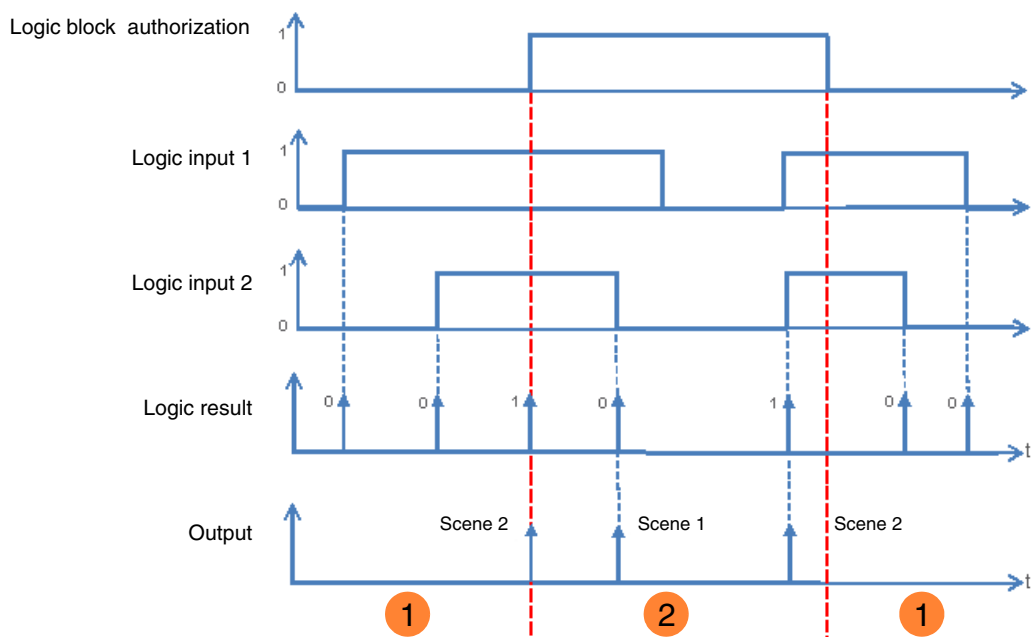 Logic block authorization
1
0
Logic input 1
1
0
Logic input 2
1
0
Logic result
0 0 1 0 1 0 0
t
Output
Scene 2 Scene 1 Scene 2
t
1 2 1